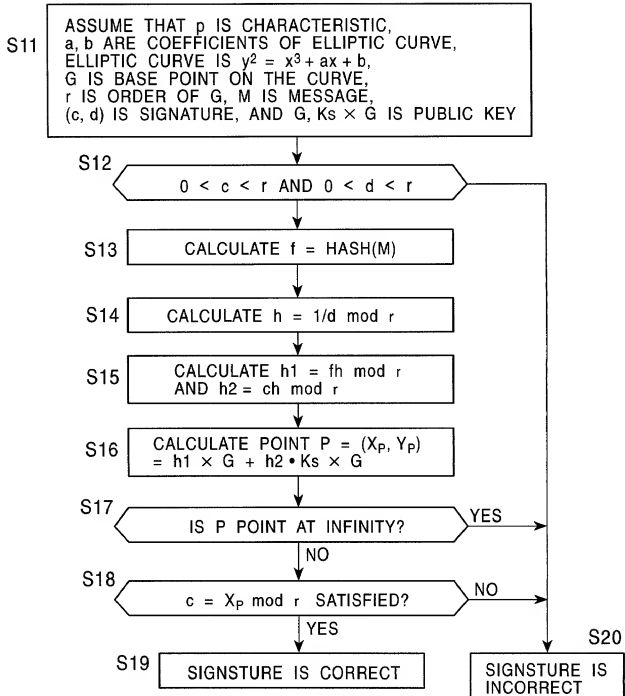 S11
ASSUME THAT p IS CHARACTERISTIC,
a, b ARE COEFFICIENTS OF ELLIPTIC CURVE,
ELLIPTIC CURVE IS y² = x³ + ax + b,
G IS BASE POINT ON THE CURVE,
r IS ORDER OF G, M IS MESSAGE,
(c, d) IS SIGNATURE, AND G, Ks × G IS PUBLIC KEY
S12
0 < c < r AND 0 < d < r
S13
CALCULATE f = HASH(M)
S14
CALCULATE h = 1/d mod r
S15
CALCULATE h1 = fh mod r
AND h2 = ch mod r
S16
CALCULATE POINT P = (XP, YP)
= h1 × G + h2 • Ks × G
S17
IS P POINT AT INFINITY?
YES
NO
S18
c = XP mod r SATISFIED?
NO
YES
S19
SIGNSTURE IS CORRECT
S20
SIGNSTURE IS
INCORRECT